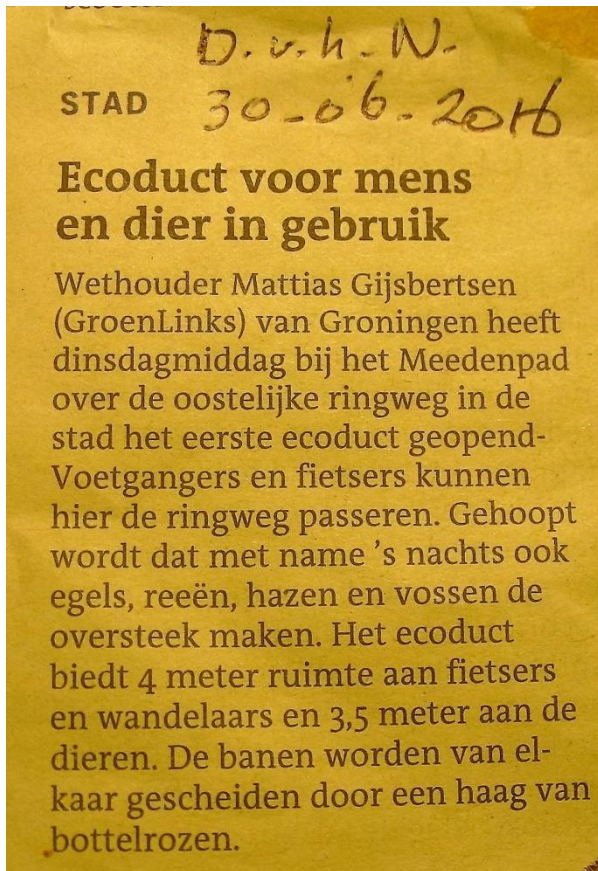 D.v.h.N.
STAD
30-06-2016
Ecoduct voor mens
en dier in gebruik
Wethouder Mattias Gijsbertsen
(GroenLinks) van Groningen heeft
dinsdagmiddag bij het Meedenpad
over de oostelijke ringweg in de
stad het eerste ecoduct geopend-
Voetgangers en fietsers kunnen
hier de ringweg passeren. Gehoopt
wordt dat met name ’s nachts ook
egels, reeën, hazen en vossen de
oversteek maken. Het ecoduct
biedt 4 meter ruimte aan fietsers
en wandelaars en 3,5 meter aan de
dieren. De banen worden van el-
kaar gescheiden door een haag van
bottelrozen.